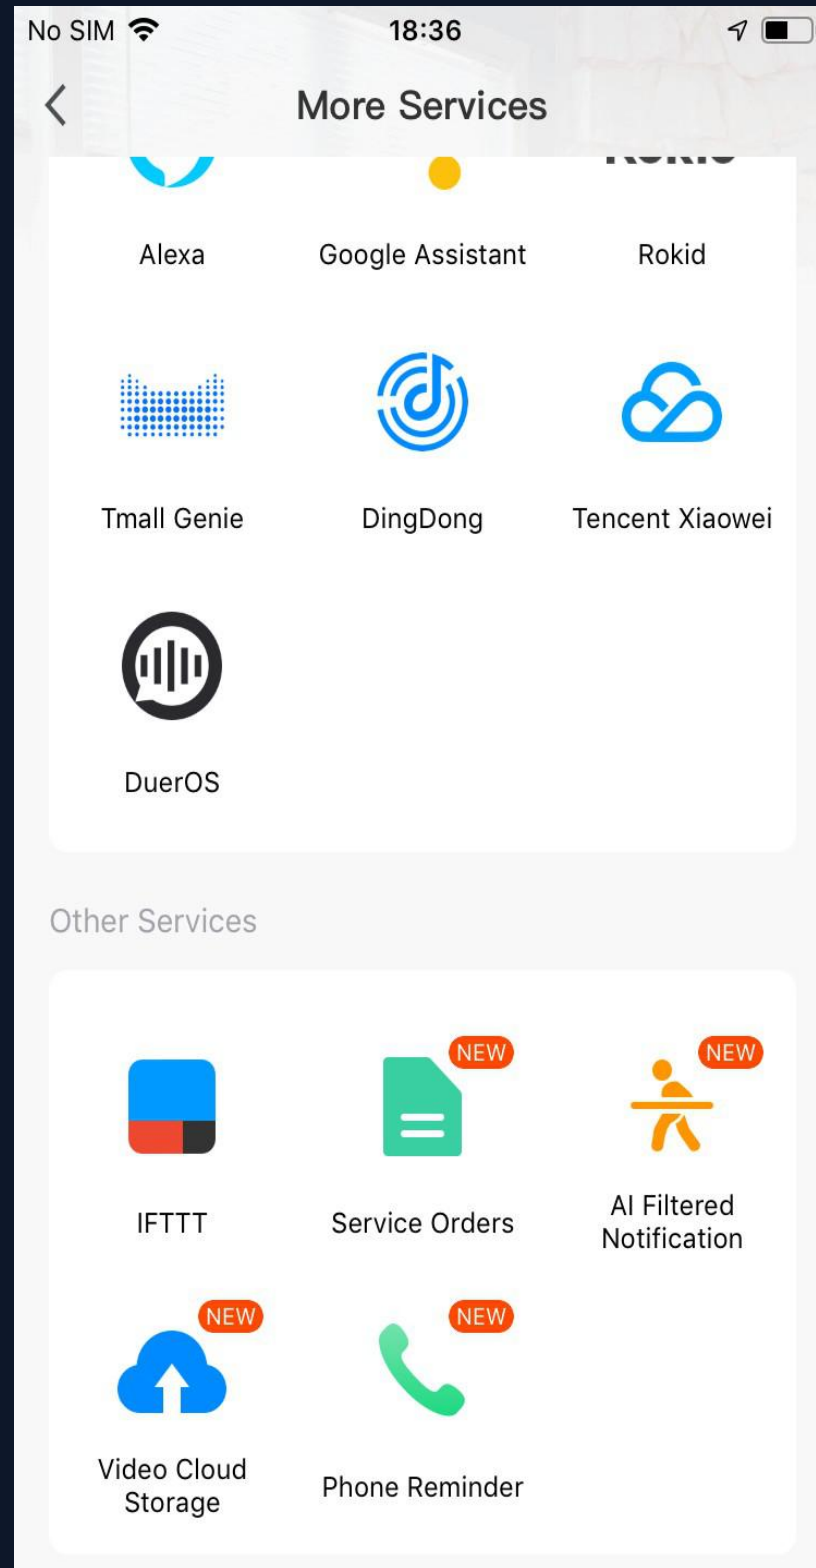 No SIM
18:36
More Services
Alexa
Google Assistant
Rokid
Tmall Genie
DingDong
Tencent Xiaowei
DuerOS
Other Services
NEW
NEW
IFTTT
Service Orders
AI Filtered
Notification
NEW
NEW
Video Cloud
Storage
Phone Reminder